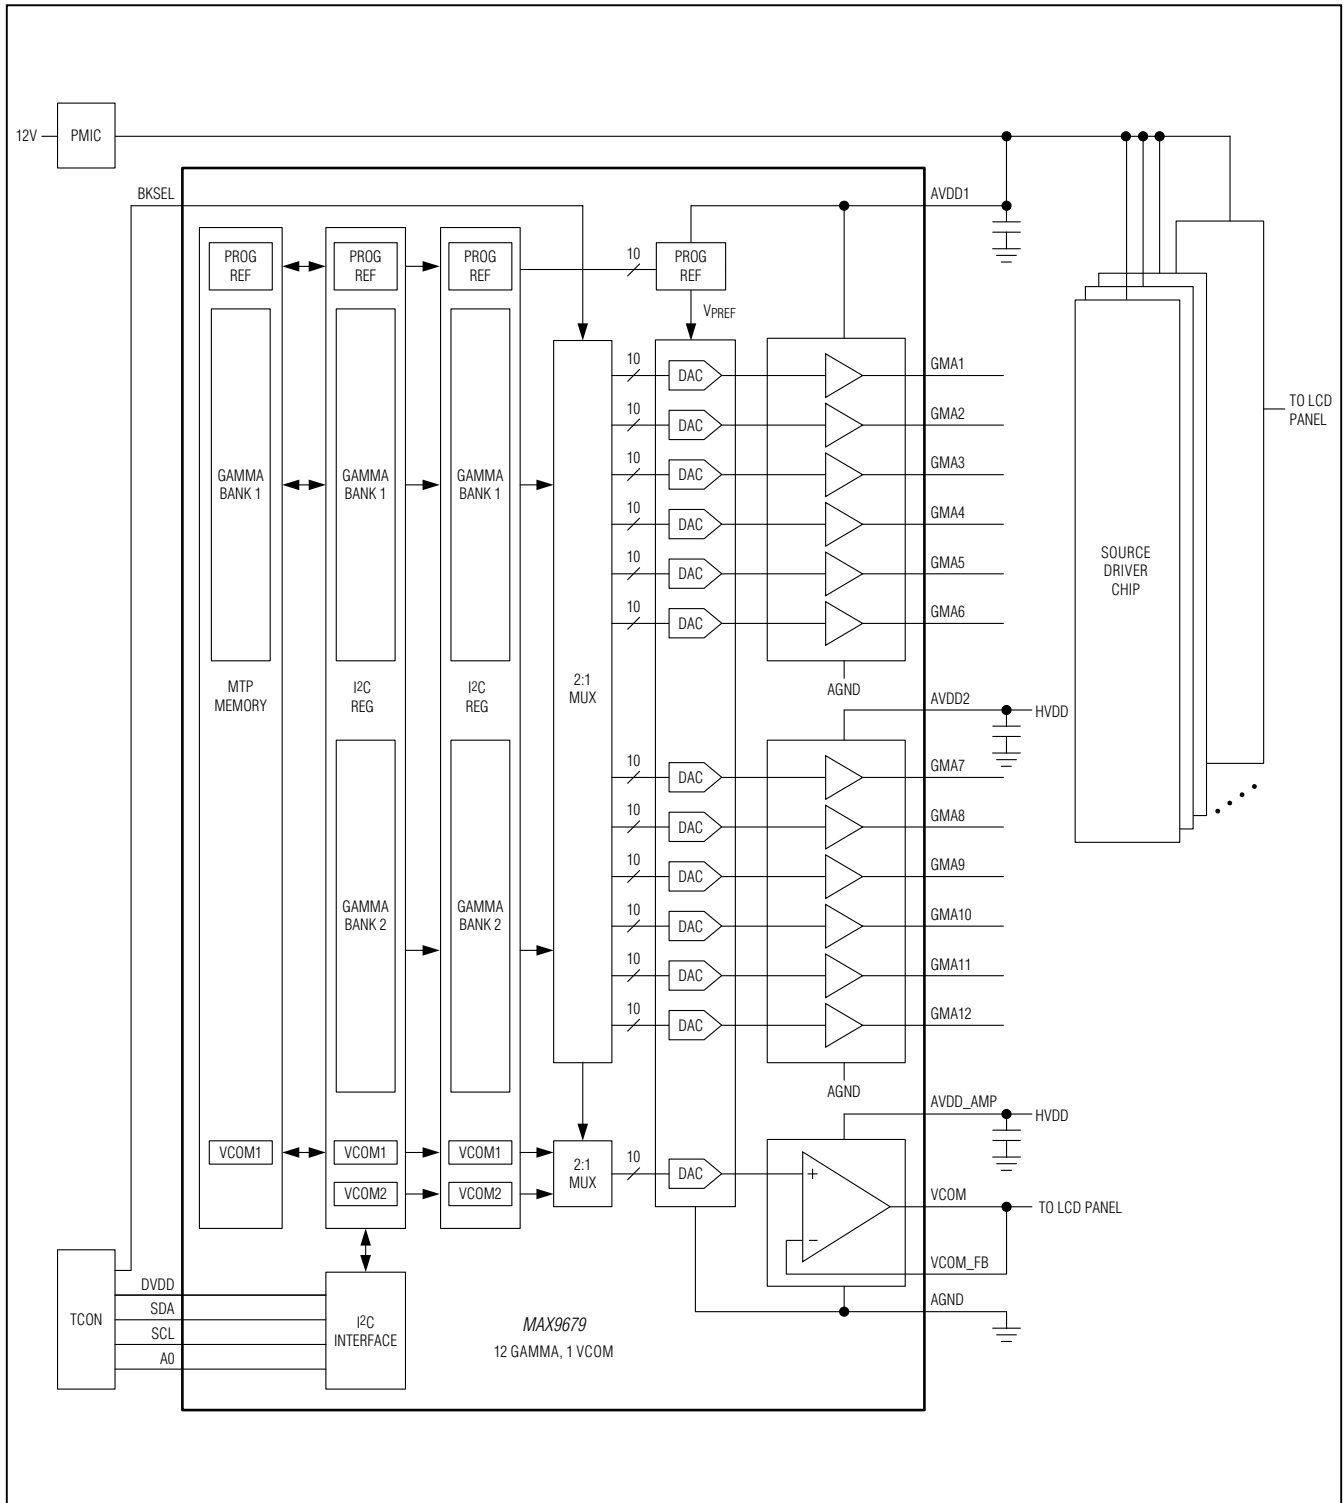 12V
PMIC
BKSEL
AVDD1
PROG
REF
PROG
REF
PROG
REF
10
PROG
REF
VPREF
GAMMA
BANK 1
GAMMA
BANK 1
GAMMA
BANK 1
MTP
MEMORY
I2C
REG
I2C
REG
GAMMA
BANK 2
GAMMA
BANK 2
2:1
MUX
10
DAC
GMA1
10
DAC
GMA2
10
DAC
GMA3
10
DAC
GMA4
10
DAC
GMA5
10
DAC
GMA6
AGND
AVDD2
HVDD
10
DAC
GMA7
10
DAC
GMA8
10
DAC
GMA9
10
DAC
GMA10
10
DAC
GMA11
10
DAC
GMA12
AGND
AVDD_AMP
HVDD
VCOM1
VCOM1
VCOM1
VCOM2
VCOM2
2:1
MUX
10
DAC
+
−
VCOM
TO LCD PANEL
VCOM_FB
AGND
SOURCE
DRIVER
CHIP
TO LCD
PANEL
TCON
DVDD
SDA
SCL
A0
I2C
INTERFACE
MAX9679
12 GAMMA, 1 VCOM